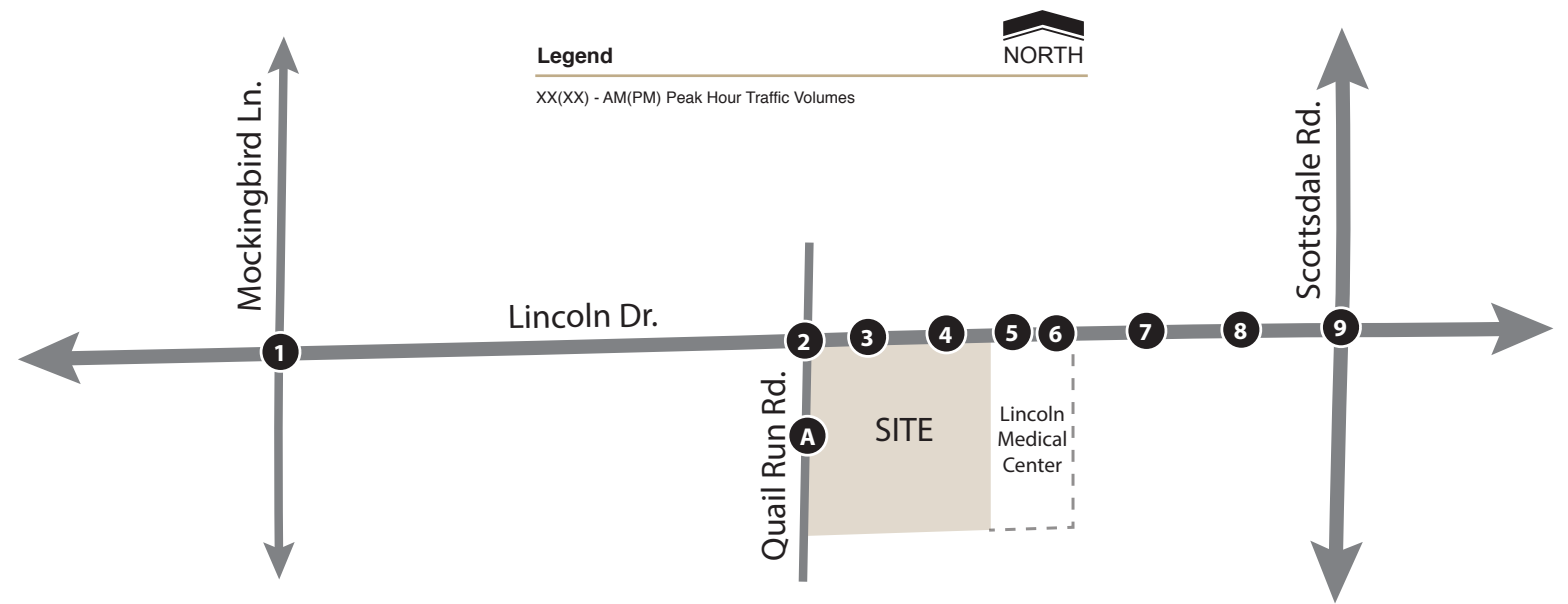 Legend
NORTH
XX(XX) - AM(PM) Peak Hour Traffic Volumes
Mockingbird Ln.
Scottsdale Rd.
Lincoln Dr.
1
2
3
4
5
6
7
8
9
Quail Run Rd.
A
SITE
Lincoln
Medical
Center